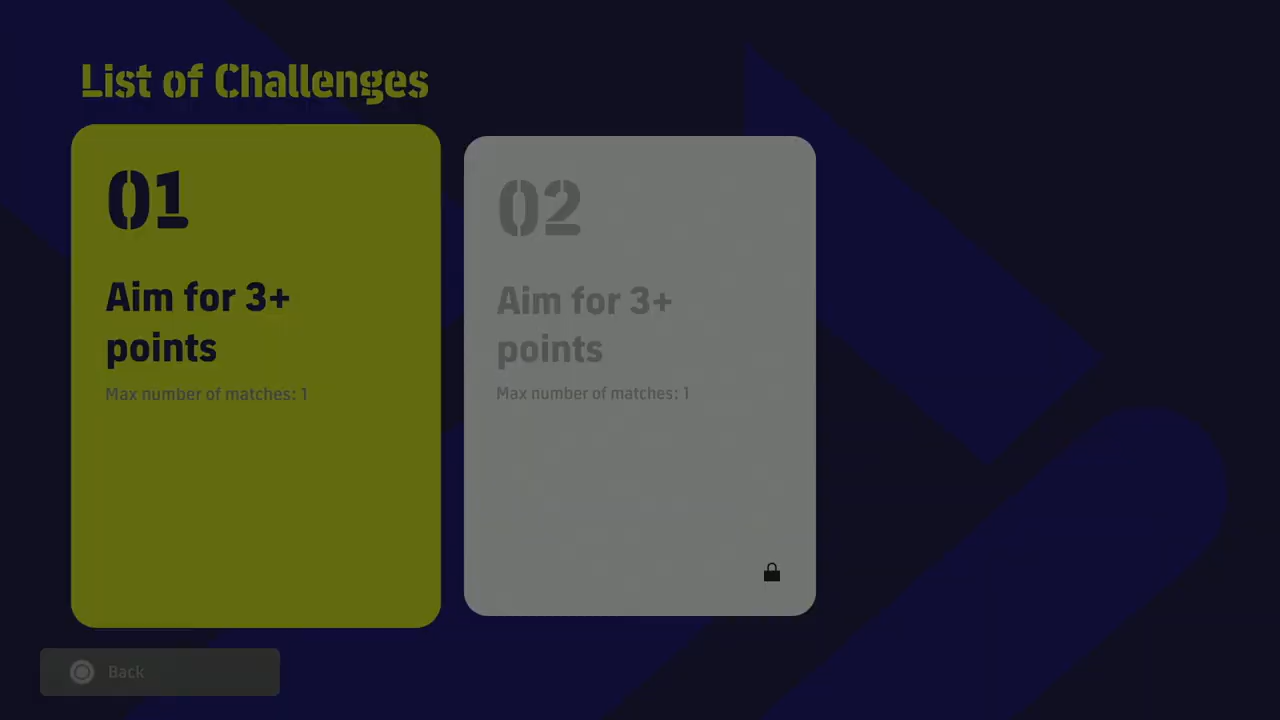 List of Challenges
01
Aim for 3+
points
Max number of matches: 1
02
Aim for 3+
points
Max number of matches: 1
Back